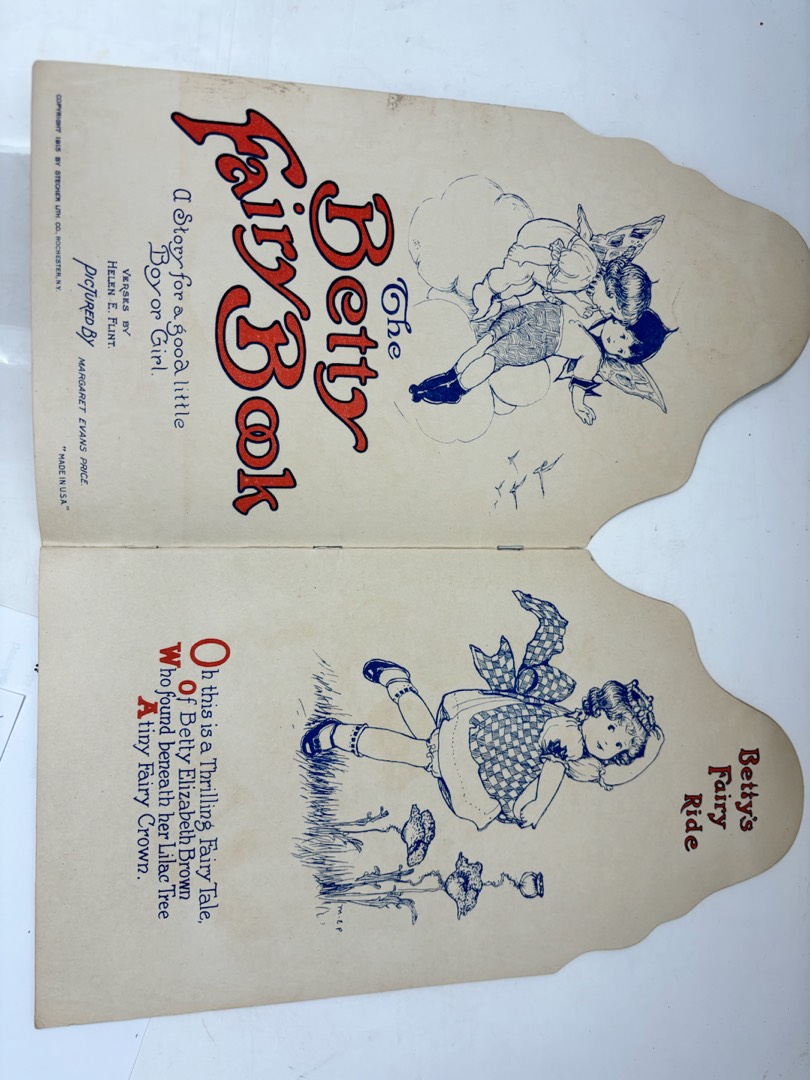 The
Betty
Fairy Book
A Story for a good little
Boy or Girl.
VERSES BY
HELEN E. FLINT.
PICTURED BY MARGARET EVANS PRICE.
COPYRIGHT 1915 BY STECHER LITH. CO., ROCHESTER, N.Y.
"MADE IN U.S.A."
Betty's
Fairy
Ride
M.E.P.
Oh this is a Thrilling Fairy Tale,
Of Betty Elizabeth Brown
Who found beneath her Lilac Tree
A tiny Fairy Crown.